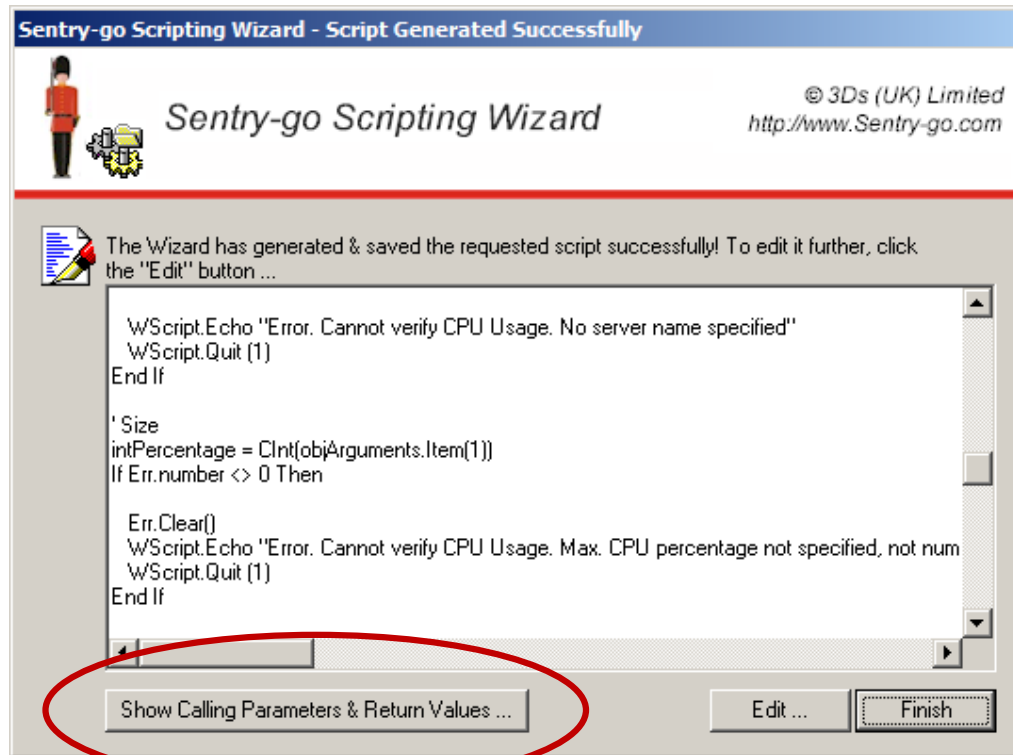 Sentry-go Scripting Wizard - Script Generated Successfully
Sentry-go Scripting Wizard
© 3Ds (UK) Limited
http://www.Sentry-go.com
The Wizard has generated & saved the requested script successfully! To edit it further, click
the "Edit" button ...
WScript.Echo "Error. Cannot verify CPU Usage. No server name specified"
WScript.Quit (1)
End If
' Size
intPercentage = CInt(objArguments.Item(1))
If Err.number <> 0 Then
Err.Clear()
WScript.Echo "Error. Cannot verify CPU Usage. Max. CPU percentage not specified, not num
WScript.Quit (1)
End If
Show Calling Parameters & Return Values ...
Edit ...
Finish